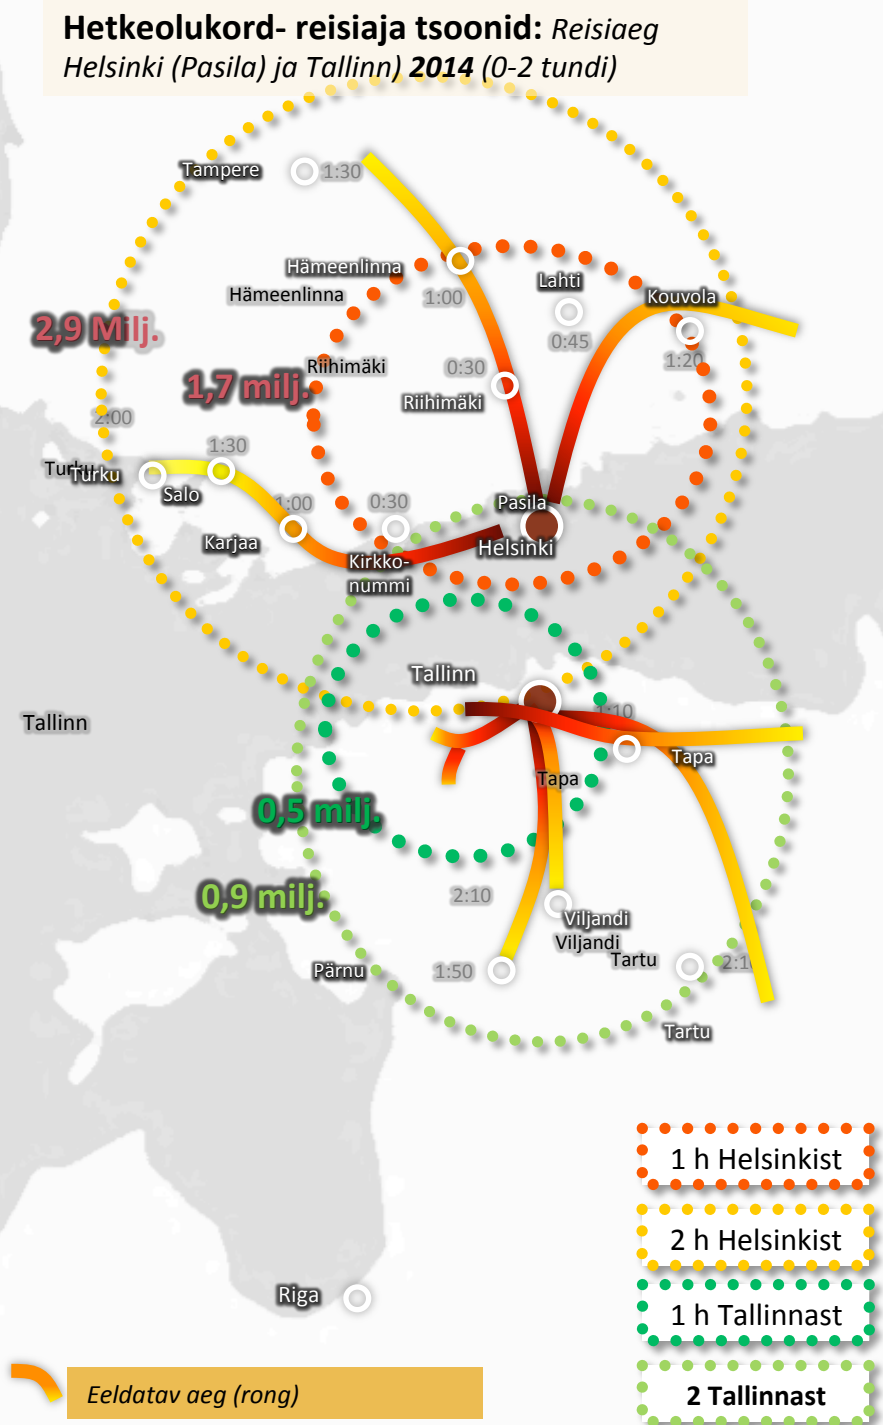 Hetkeolukord- reisiaja tsoonid: Reisiaeg
Helsinki (Pasila) ja Tallinn) 2014 (0-2 tundi)
Tampere
1:30
Hämeenlinna
Hämeenlinna
1:00
Lahti
0:45
Kouvola
1:20
2,9 Milj.
1,7 milj.
Riihimäki
0:30
Riihimäki
2:00
1:30
Turku
Turku
Salo
1:00
0:30
Karjaa
Kirkko-
nummi
Pasila
Helsinki
Tallinn
Tallinn
1:10
Tapa
Tapa
0,5 milj.
0,9 milj.
2:10
Viljandi
Viljandi
Tartu
2:10
Pärnu
1:50
Tartu
Riga
1 h Helsinkist
2 h Helsinkist
1 h Tallinnast
2 Tallinnast
Eeldatav aeg (rong)